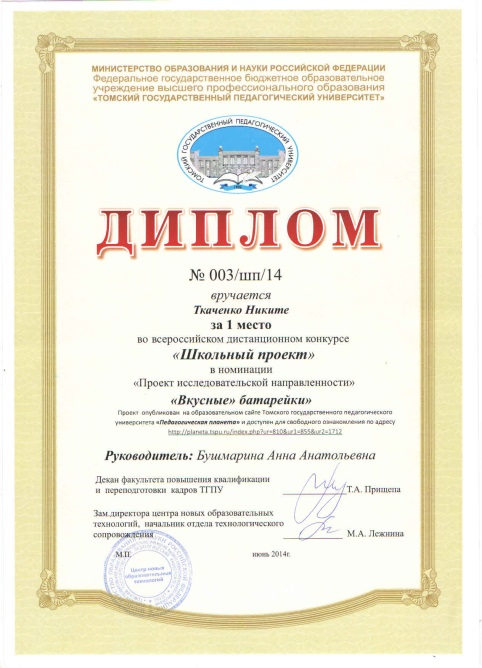 МИНИСТЕРСТВО ОБРАЗОВАНИЯ И НАУКИ РОССИЙСКОЙ ФЕДЕРАЦИИ
Федеральное государственное бюджетное образовательное
учреждение высшего профессионального образования
«ТОМСКИЙ ГОСУДАРСТВЕННЫЙ ПЕДАГОГИЧЕСКИЙ УНИВЕРСИТЕТ»
ТОМСКИЙ ГОСУДАРСТВЕННЫЙ ПЕДАГОГИЧЕСКИЙ УНИВЕРСИТЕТ
ДИПЛОМ
№ 003/шп/14
вручается
Ткаченко Никите
за 1 место
во всероссийском дистанционном конкурсе
«Школьный проект»
в номинации
«Проект исследовательской направленности»
«Вкусные» батарейки»
Проект опубликован на образовательном сайте Томского государственного педагогического
университета «Педагогическая планета» и доступен для свободного ознакомления по адресу
http://planeta.tspu.ru/index.php?ur=810&ur1=855&ur2=1712
Руководитель: Бушмарина Анна Анатольевна
Декан факультета повышения квалификации
и переподготовки кадров ТГПУ Т.А. Прищепа
Зам.директора центра новых образовательных
технологий, начальник отдела технологического
сопровождения М.А. Лежнина
М.П. июнь 2014г.
Центр новых
образовательных
технологий